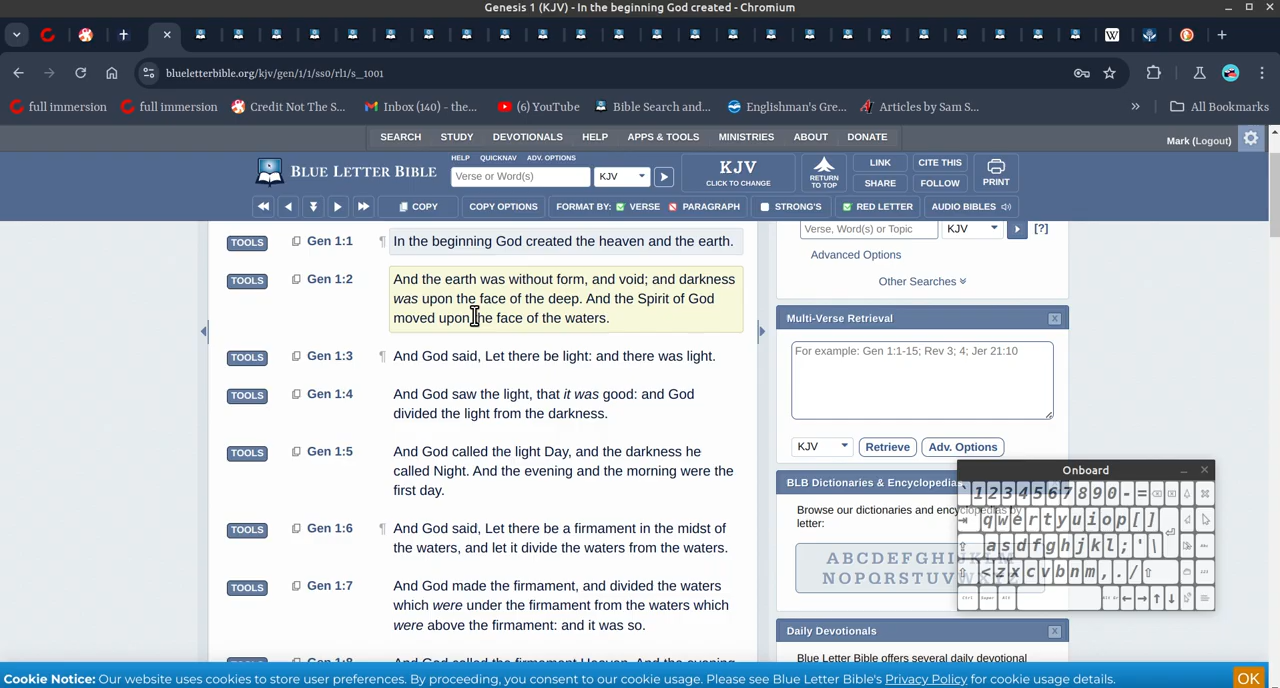 Genesis 1 (KJV) - In the beginning God created - Chromium
blueletterbible.org/kjv/gen/1/1/ss0/rl1/s_1001
full immersion
full immersion
Credit Not The S...
Inbox (140) - the...
(6) YouTube
Bible Search and...
Englishman's Gre...
Articles by Sam S...
»
All Bookmarks
SEARCH STUDY DEVOTIONALS HELP APPS & TOOLS MINISTRIES ABOUT DONATE
Mark (Logout)
BLUE LETTER BIBLE
HELP QUICKNAV ADV. OPTIONS
Verse or Word(s)
KJV
KJV
CLICK TO CHANGE
RETURN
TO TOP
LINK
CITE THIS
SHARE
FOLLOW
PRINT
COPY
COPY OPTIONS
FORMAT BY: VERSE PARAGRAPH
STRONG'S
RED LETTER
AUDIO BIBLES
TOOLS Gen 1:1 ¶ In the beginning God created the heaven and the earth.
TOOLS Gen 1:2 And the earth was without form, and void; and darkness
was upon the face of the deep. And the Spirit of God
moved upon the face of the waters.
TOOLS Gen 1:3 ¶ And God said, Let there be light: and there was light.
TOOLS Gen 1:4 And God saw the light, that it was good: and God
divided the light from the darkness.
TOOLS Gen 1:5 And God called the light Day, and the darkness he
called Night. And the evening and the morning were the
first day.
TOOLS Gen 1:6 ¶ And God said, Let there be a firmament in the midst of
the waters, and let it divide the waters from the waters.
TOOLS Gen 1:7 And God made the firmament, and divided the waters
which were under the firmament from the waters which
were above the firmament: and it was so.
Verse, Word(s) or Topic
KJV
[?]
Advanced Options
Other Searches
Multi-Verse Retrieval
X
For example: Gen 1:1-15; Rev 3; 4; Jer 21:10
KJV
Retrieve
Adv. Options
BLB Dictionaries & Encyclopedias
Browse our dictionaries and encyclopedias by
letter:
A B C D E F G H I J K L M
N O P Q R S T U V W X Y Z
Onboard
` 1 2 3 4 5 6 7 8 9 0 - =
q w e r t y u i o p [ ]
a s d f g h j k l ; ' \
< z x c v b n m , . /
Daily Devotionals
X
Blue Letter Bible offers several daily devotional
Cookie Notice: Our website uses cookies to store user preferences. By proceeding, you consent to our cookie usage. Please see Blue Letter Bible's Privacy Policy for cookie usage details.
OK